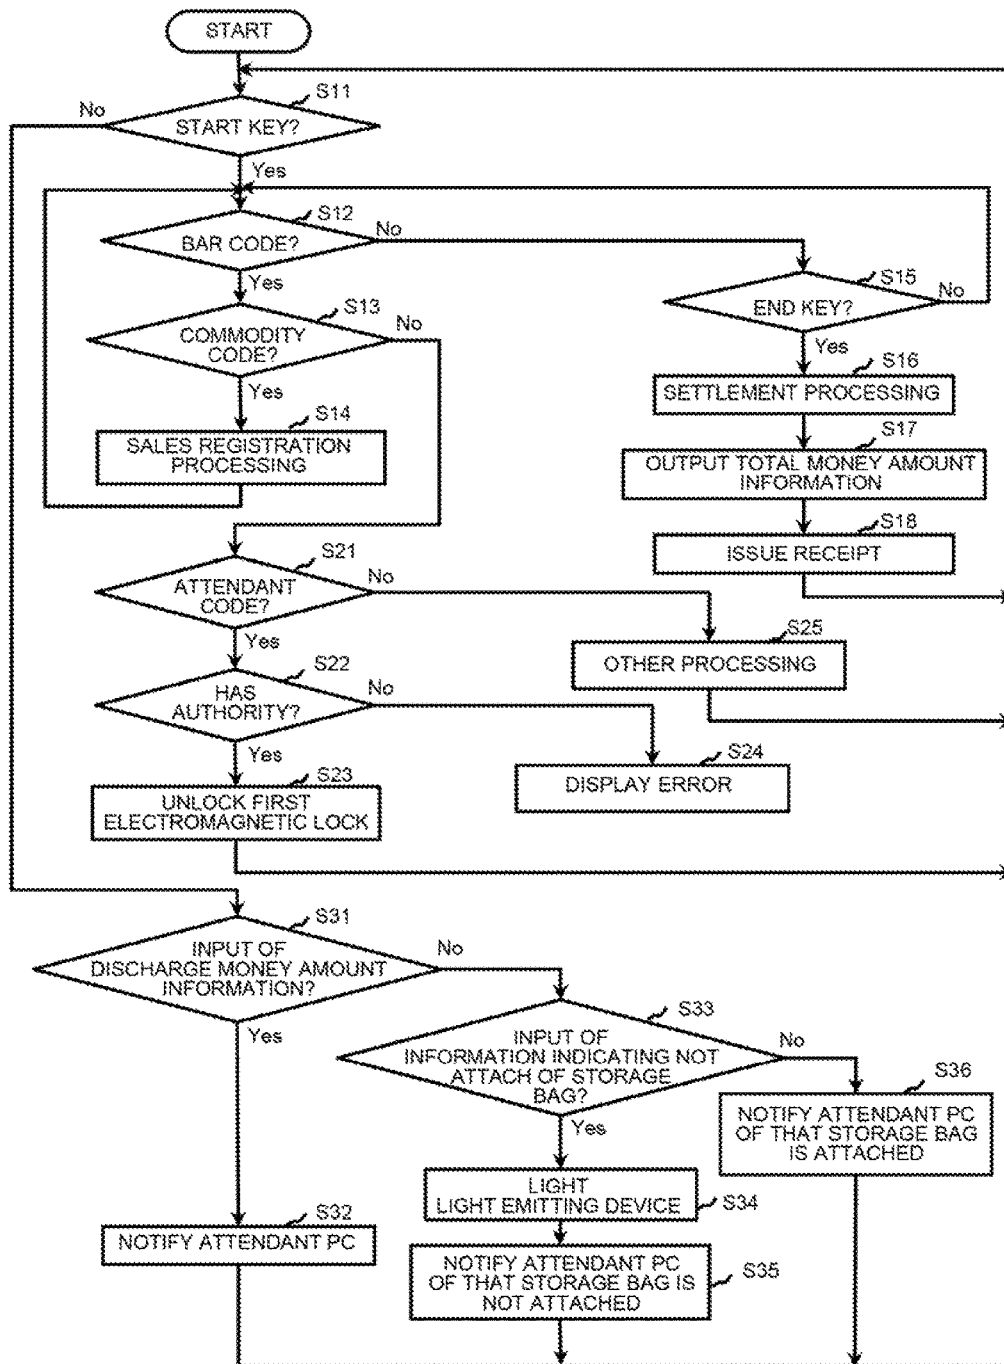 START
S11
No
START KEY?
Yes
S12
BAR CODE?
No
Yes
S13
COMMODITY
CODE?
No
Yes
S14
SALES REGISTRATION
PROCESSING
S15
END KEY?
No
Yes
S16
SETTLEMENT PROCESSING
S17
OUTPUT TOTAL MONEY AMOUNT
INFORMATION
S18
ISSUE RECEIPT
S21
ATTENDANT
CODE?
No
Yes
S25
OTHER PROCESSING
S22
HAS
AUTHORITY?
No
Yes
S24
DISPLAY ERROR
S23
UNLOCK FIRST
ELECTROMAGNETIC LOCK
S31
INPUT OF
DISCHARGE MONEY AMOUNT
INFORMATION?
No
Yes
S33
INPUT OF
INFORMATION INDICATING NOT
ATTACH OF STORAGE
BAG?
No
Yes
S36
NOTIFY ATTENDANT PC
OF THAT STORAGE BAG
IS ATTACHED
LIGHT
LIGHT EMITTING DEVICE
S34
S32
NOTIFY ATTENDANT PC
NOTIFY ATTENDANT PC
OF THAT STORAGE BAG IS
NOT ATTACHED
S35